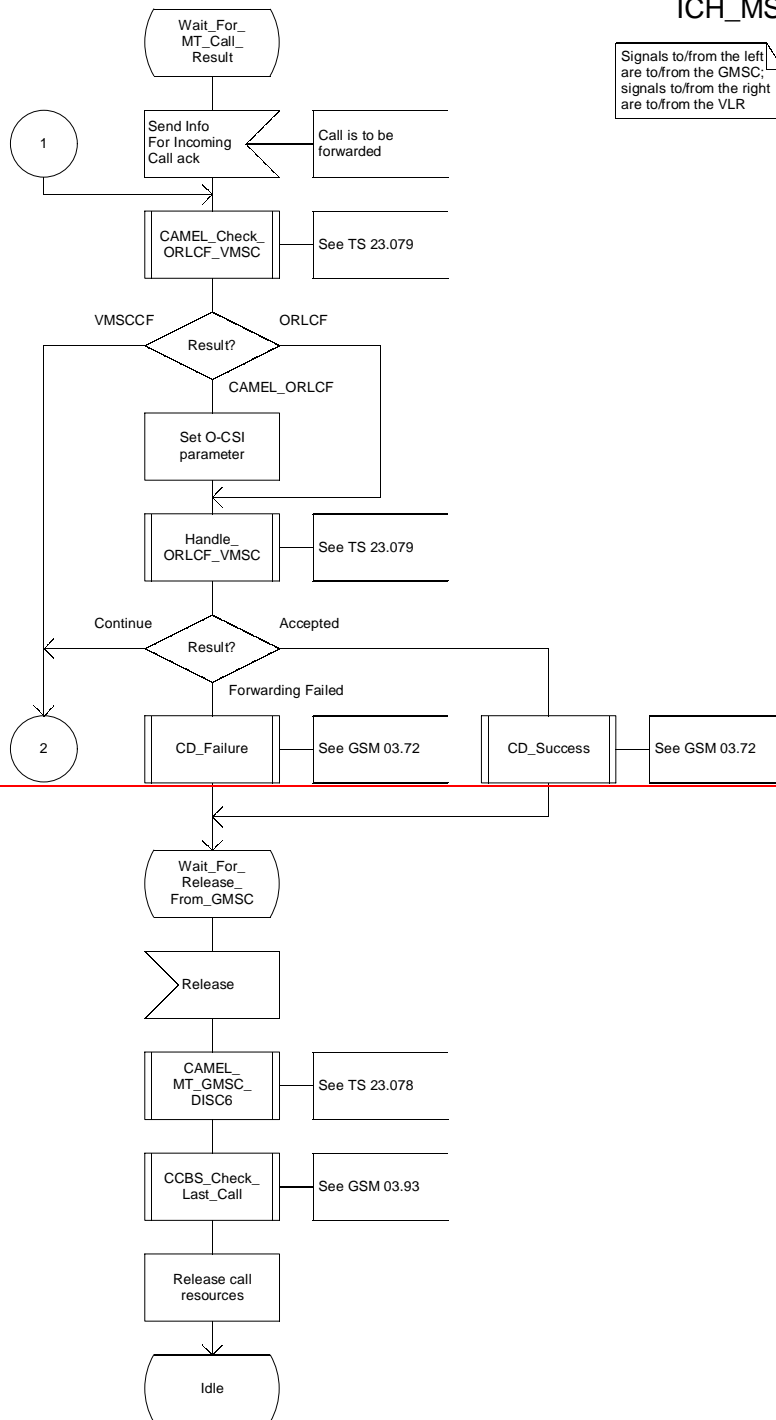 ICH_MS
Wait_For_
MT_Call_
Result
Signals to/from the left
are to/from the GMSC;
signals to/from the right
are to/from the VLR
1
Send Info
For Incoming
Call ack
Call is to be
forwarded
CAMEL_Check_
ORLCF_VMSC
See TS 23.079
VMSCCF
ORLCF
Result?
CAMEL_ORLCF
Set O-CSI
parameter
Handle_
ORLCF_VMSC
See TS 23.079
Continue
Accepted
Result?
Forwarding Failed
2
CD_Failure
See GSM 03.72
CD_Success
See GSM 03.72
Wait_For_
Release_
From_GMSC
Release
CAMEL_
MT_GMSC_
DISC6
See TS 23.078
CCBS_Check_
Last_Call
See GSM 03.93
Release call
resources
Idle